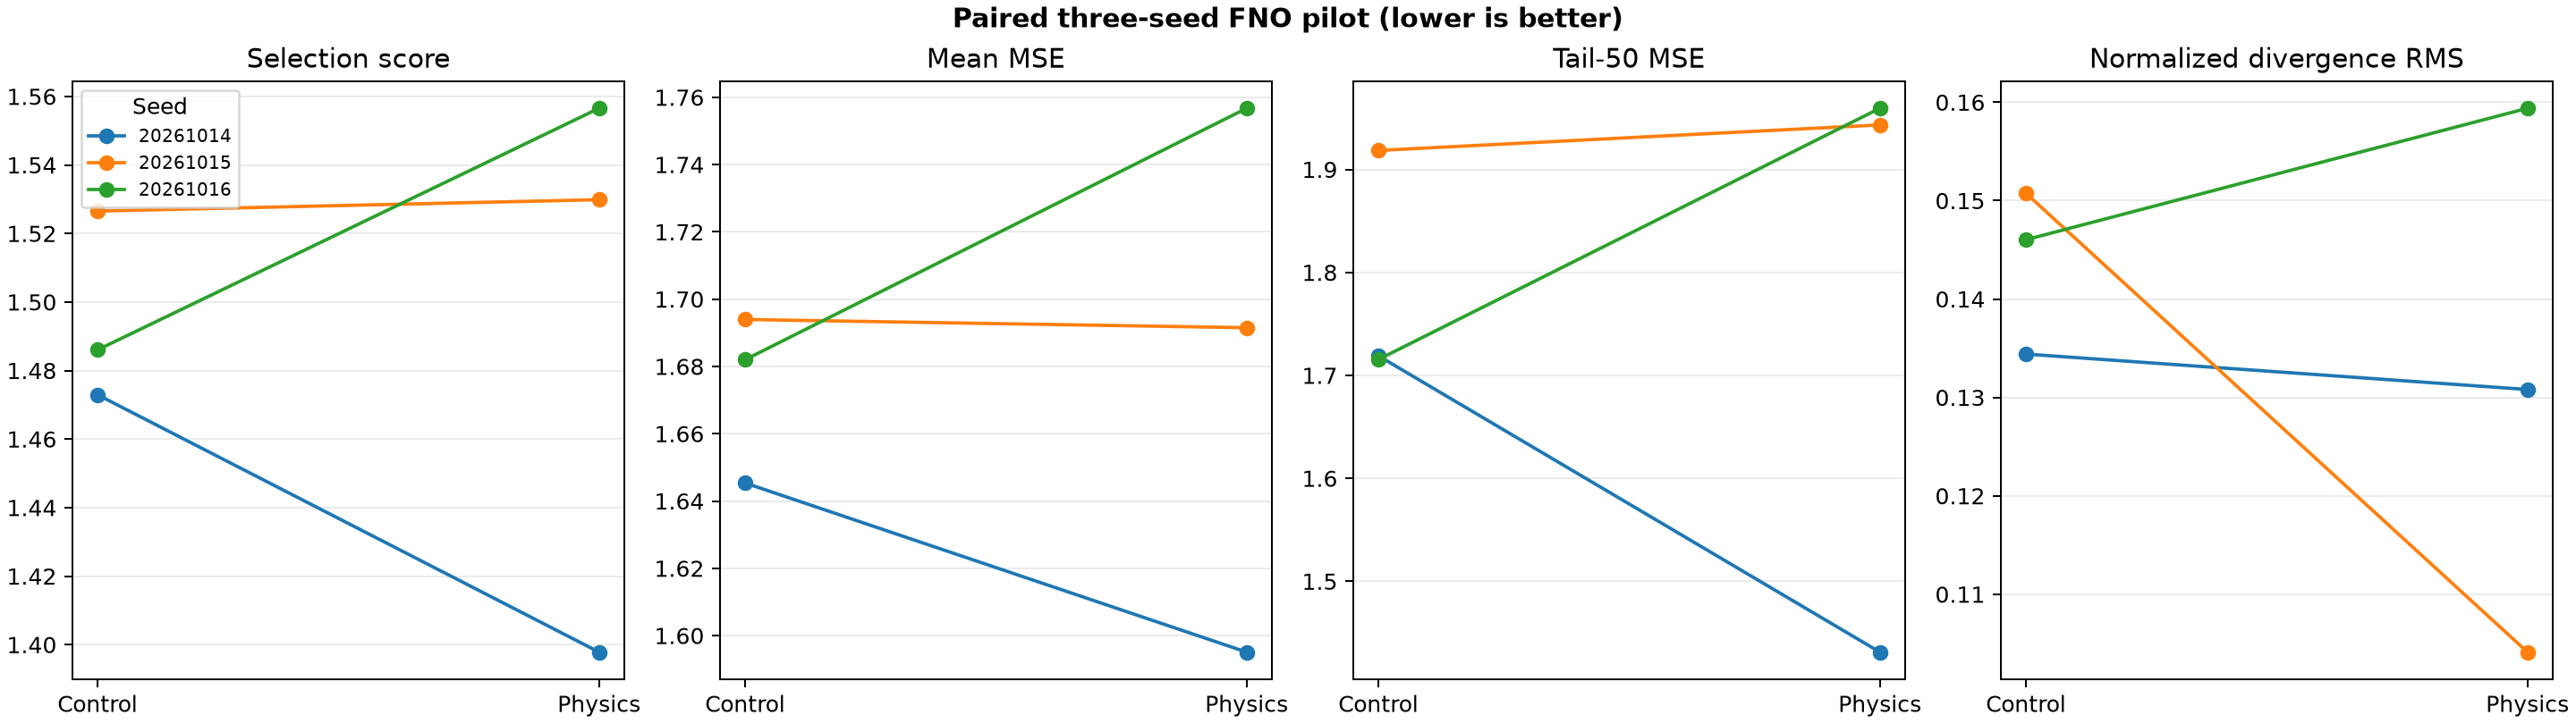 Paired three-seed FNO pilot (lower is better)
Selection score
1.56
1.54
1.52
1.50
1.48
1.46
1.44
1.42
1.40
Seed
20261014
20261015
20261016
Control
Physics
Mean MSE
1.76
1.74
1.72
1.70
1.68
1.66
1.64
1.62
1.60
Control
Physics
Tail-50 MSE
1.9
1.8
1.7
1.6
1.5
Control
Physics
Normalized divergence RMS
0.16
0.15
0.14
0.13
0.12
0.11
Control
Physics